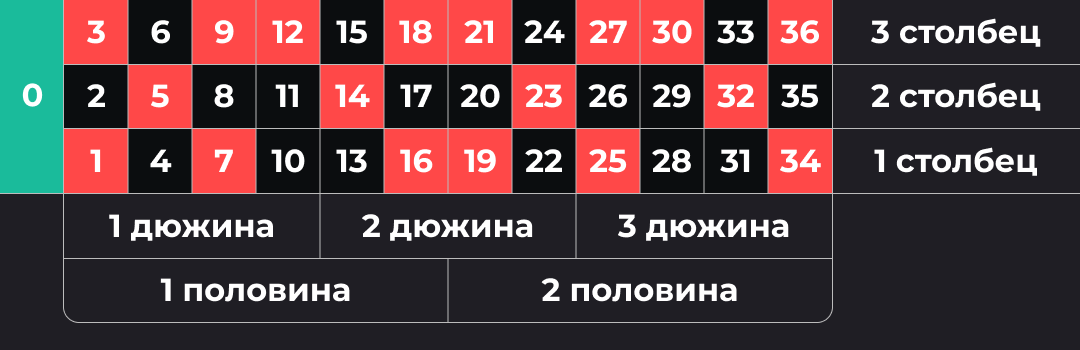 3 6 9 12 15 18 21 24 27 30 33 36 3 столбец
0 2 5 8 11 14 17 20 23 26 29 32 35 2 столбец
1 4 7 10 13 16 19 22 25 28 31 34 1 столбец
1 дюжина 2 дюжина 3 дюжина
1 половина 2 половина